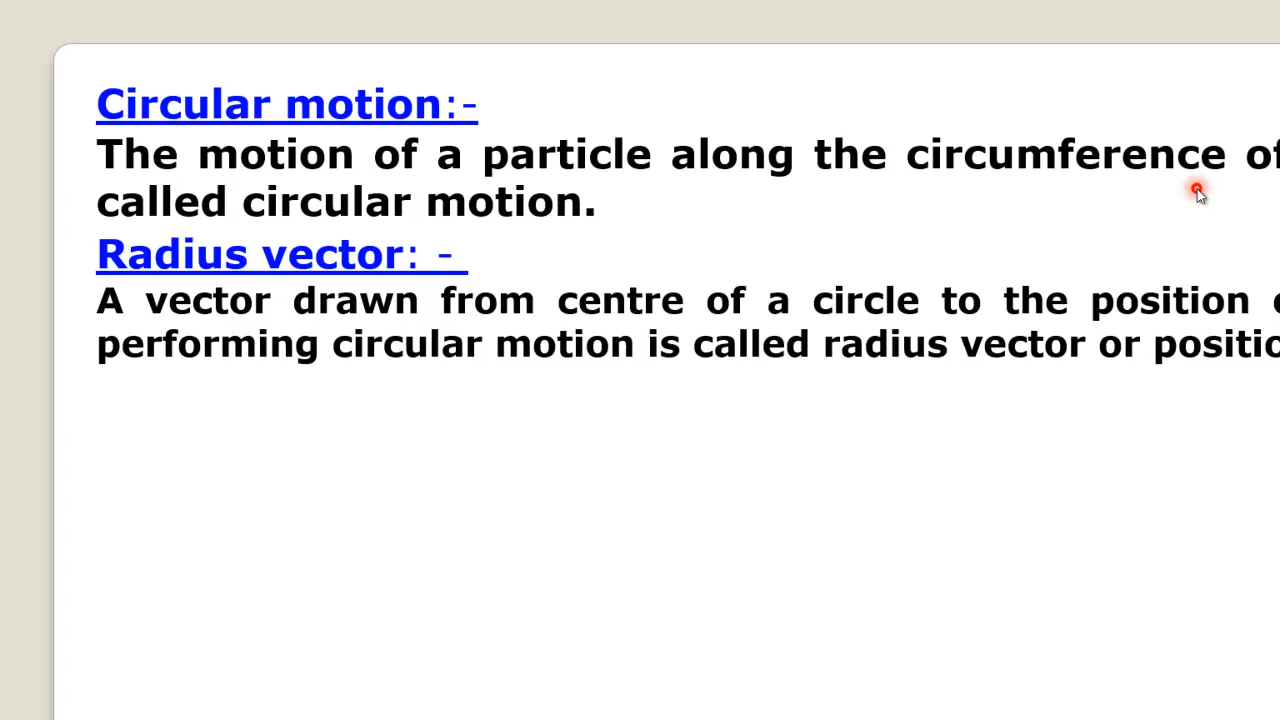 Circular motion:-
The motion of a particle along the circumference of
called circular motion.
Radius vector: -
A vector drawn from centre of a circle to the position
performing circular motion is called radius vector or